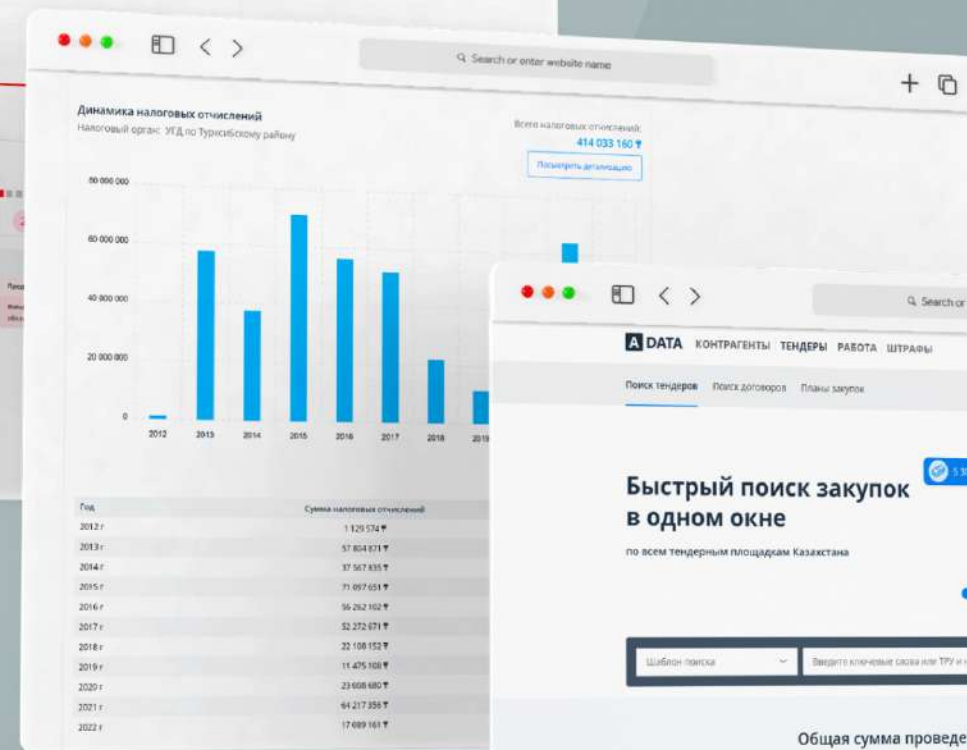 Search or enter website name
Динамика налоговых отчислений
Налоговый орган: УГД по Турксибскому району
Всего налоговых отчислений:
414 033 160 ₸
Посмотреть детализацию
80 000 000
60 000 000
40 000 000
20 000 000
0
2012 2013 2014 2015 2016 2017 2018 2019
Год Сумма налоговых отчислений
2012 г 1 129 574 ₸
2013 г 57 804 871 ₸
2014 г 37 567 835 ₸
2015 г 71 097 651 ₸
2016 г 56 262 102 ₸
2017 г 52 272 671 ₸
2018 г 22 108 152 ₸
2019 г 11 475 108 ₸
2020 г 23 608 680 ₸
2021 г 64 217 356 ₸
2022 г 17 089 161 ₸
Search or
A DATA КОНТРАГЕНТЫ ТЕНДЕРЫ РАБОТА ШТРАФЫ
Поиск тендеров Поиск договоров Планы закупок
Быстрый поиск закупок
в одном окне
по всем тендерным площадкам Казахстана
Шаблон поиска Введите ключевые слова или ТРУ и
Общая сумма проведе